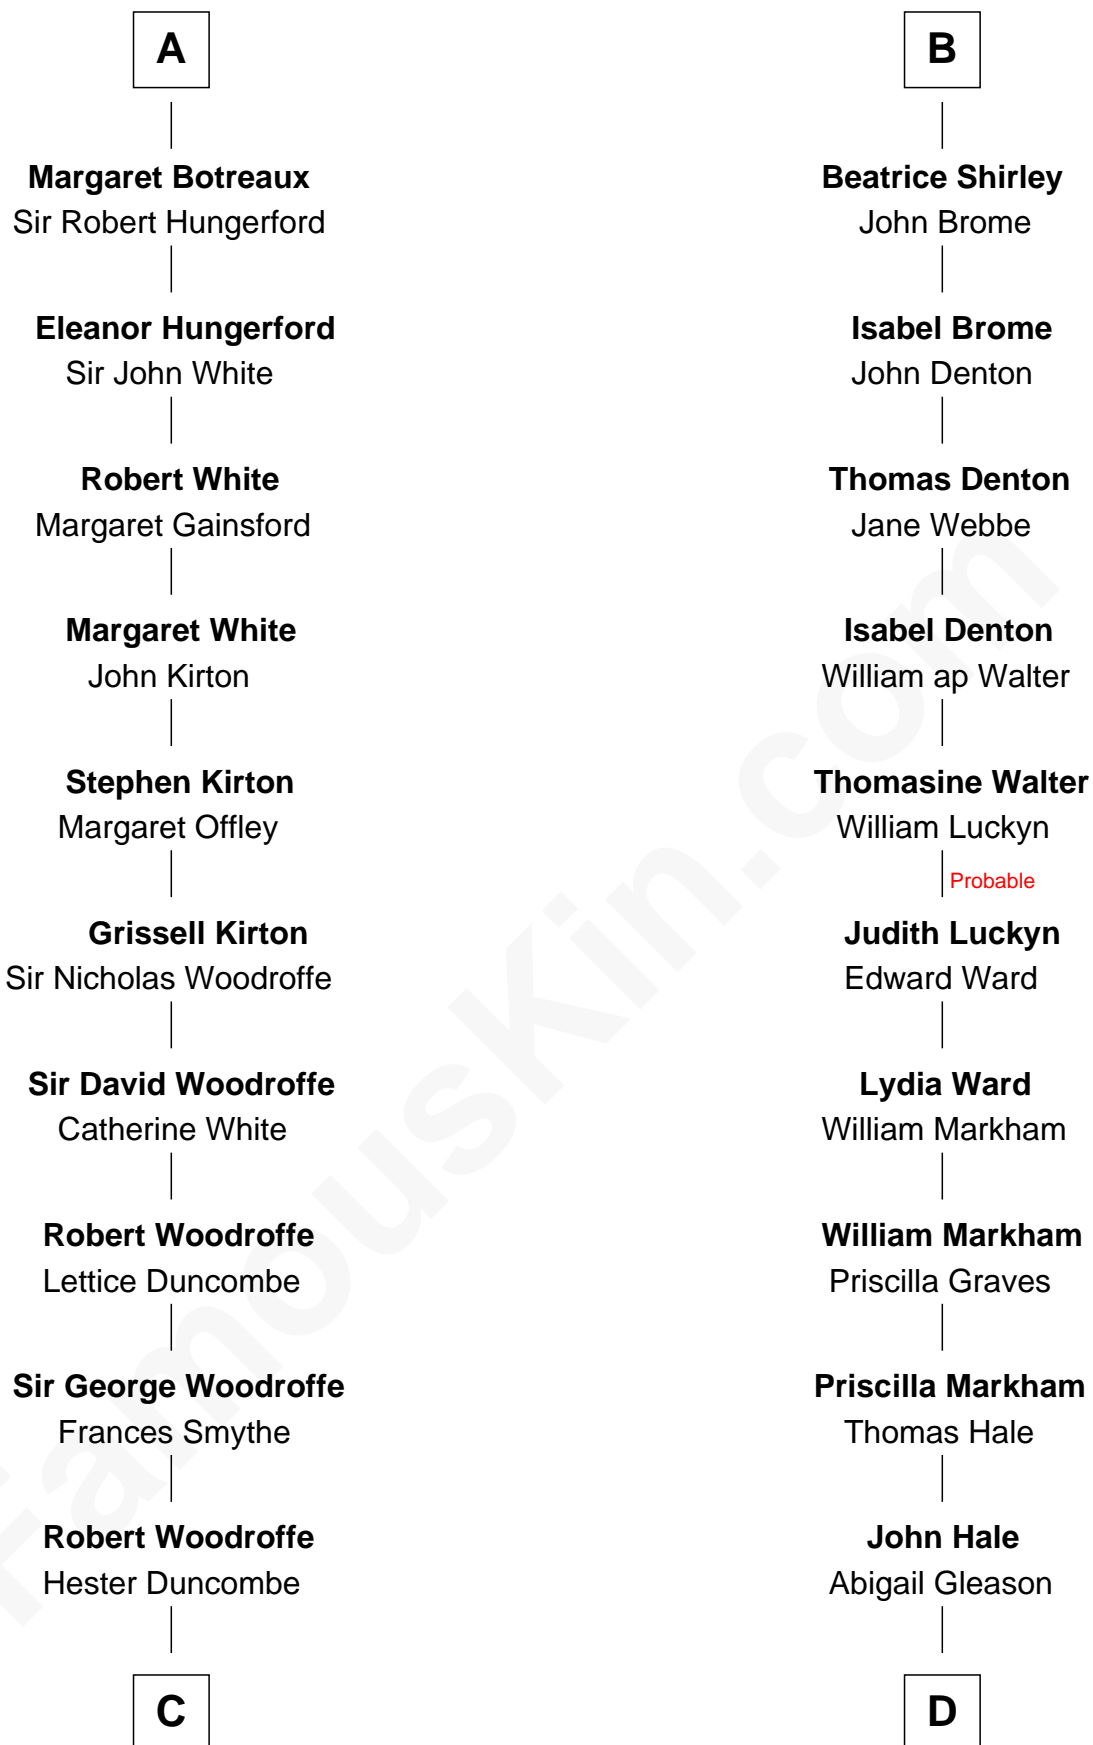 A
Margaret Botreaux
Sir Robert Hungerford
Eleanor Hungerford
Sir John White
Robert White
Margaret Gainsford
Margaret White
John Kirton
Stephen Kirton
Margaret Offley
Grissell Kirton
Sir Nicholas Woodroffe
Sir David Woodroffe
Catherine White
Robert Woodroffe
Lettice Duncombe
Sir George Woodroffe
Frances Smythe
Robert Woodroffe
Hester Duncombe
C
B
Beatrice Shirley
John Brome
Isabel Brome
John Denton
Thomas Denton
Jane Webbe
Isabel Denton
William ap Walter
Thomasine Walter
William Luckyn
Probable
Judith Luckyn
Edward Ward
Lydia Ward
William Markham
William Markham
Priscilla Graves
Priscilla Markham
Thomas Hale
John Hale
Abigail Gleason
D
FamousKin.com